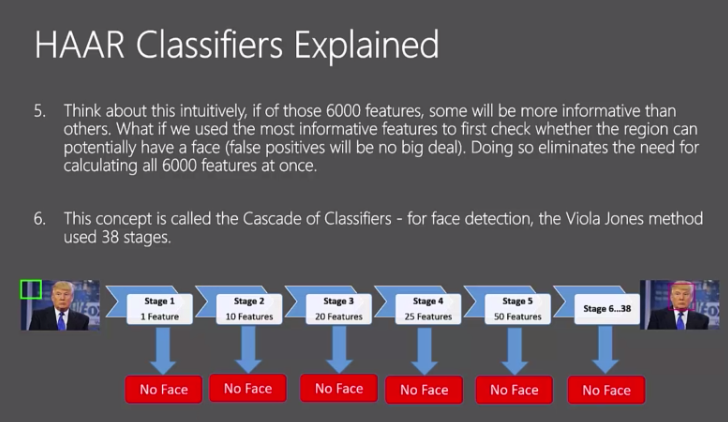 HAAR Classifiers Explained
5. Think about this intuitively, if of those 6000 features, some will be more informative than
others. What if we used the most informative features to first check whether the region can
potentially have a face (false positives will be no big deal). Doing so eliminates the need for
calculating all 6000 features at once.
6. This concept is called the Cascade of Classifiers - for face detection, the Viola Jones method
used 38 stages.
Stage 1
1 Feature
Stage 2
10 Features
Stage 3
20 Features
Stage 4
25 Features
Stage 5
50 Features
Stage 6...38
No Face
No Face
No Face
No Face
No Face
No Face